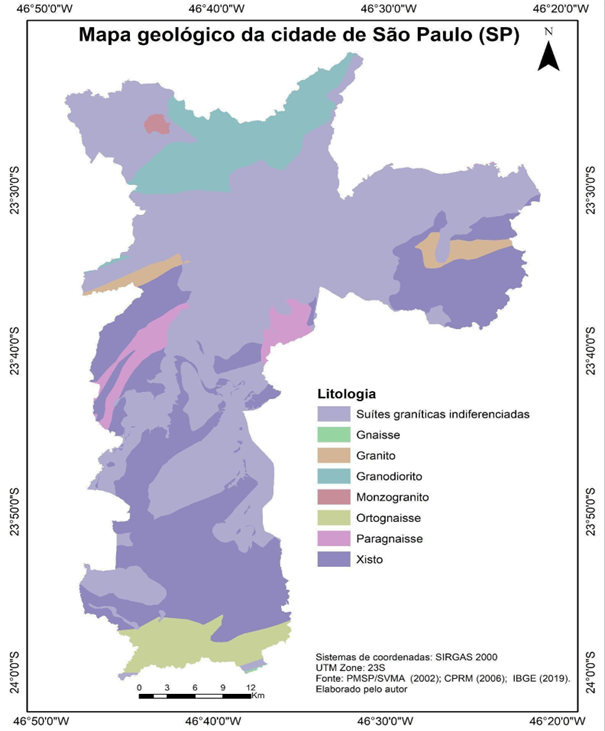 46°50'0"W 46°40'0"W 46°30'0"W 46°20'0"W
Mapa geológico da cidade de São Paulo (SP)
N
23°30'0"S 23°30'0"S
23°40'0"S 23°40'0"S
Litologia
Suítes graníticas indiferenciadas
Gnaisse
Granito
Granodiorito
Monzogranito
Ortognaisse
Paragnaisse
Xisto
23°50'0"S 23°50'0"S
Sistemas de coordenadas: SIRGAS 2000
UTM Zone: 23S
Fonte: PMSP/SVMA (2002); CPRM (2006); IBGE (2019).
Elaborado pelo autor
24°0'0"S 24°0'0"S
0 3 6 9 12
Km
46°50'0"W 46°40'0"W 46°30'0"W 46°20'0"W